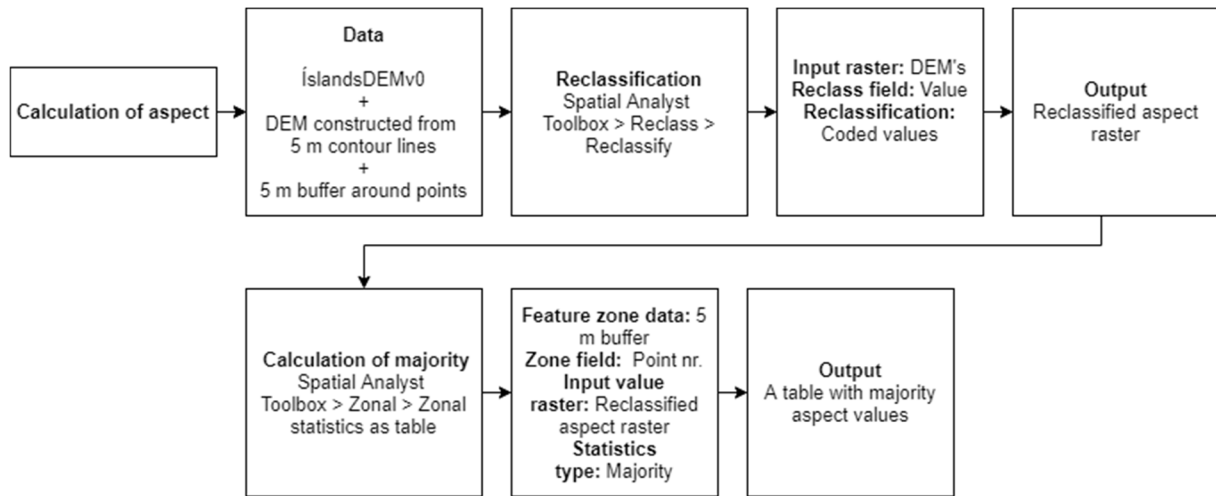 Calculation of aspect
Data
ÍslandsDEMv0
+
DEM constructed from
5 m contour lines
+
5 m buffer around points
Reclassification
Spatial Analyst
Toolbox > Reclass >
Reclassify
Input raster: DEM's
Reclass field: Value
Reclassification:
Coded values
Output
Reclassified aspect
raster
Calculation of majority
Spatial Analyst
Toolbox > Zonal > Zonal
statistics as table
Feature zone data: 5
m buffer
Zone field: Point nr.
Input value
raster: Reclassified
aspect raster
Statistics
type: Majority
Output
A table with majority
aspect values